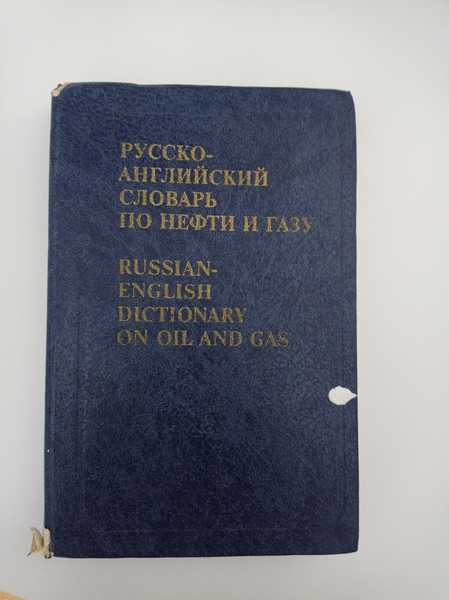 РУССКО-
АНГЛИЙСКИЙ
СЛОВАРЬ
ПО НЕФТИ И ГАЗУ
RUSSIAN-
ENGLISH
DICTIONARY
ON OIL AND GAS